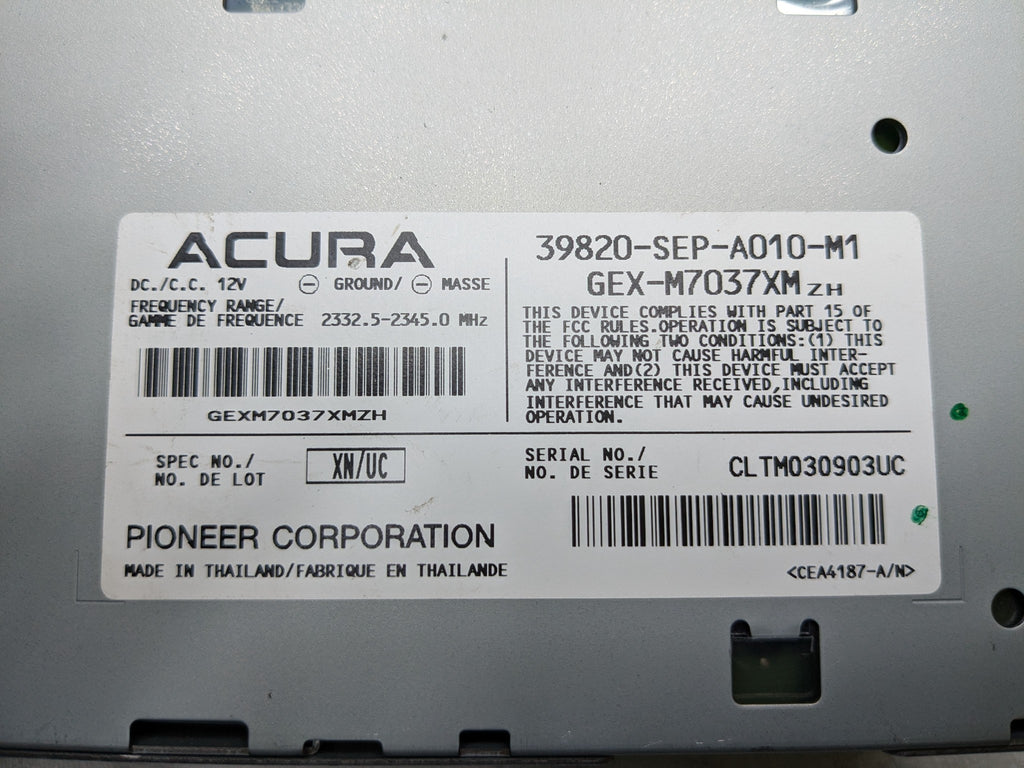 ACURA
DC./C.C. 12V ⊖ GROUND/ ⊖ MASSE
FREQUENCY RANGE/
GAMME DE FREQUENCE 2332.5-2345.0 MHz
GEXM7037XMZH
39820-SEP-A010-M1
GEX-M7037XM ZH
THIS DEVICE COMPLIES WITH PART 15 OF
THE FCC RULES.OPERATION IS SUBJECT TO
THE FOLLOWING TWO CONDITIONS:(1) THIS
DEVICE MAY NOT CAUSE HARMFUL INTER-
FERENCE AND(2) THIS DEVICE MUST ACCEPT
ANY INTERFERENCE RECEIVED,INCLUDING
INTERFERENCE THAT MAY CAUSE UNDESIRED
OPERATION.
SPEC NO./
NO. DE LOT
XN/UC
SERIAL NO./
NO. DE SERIE
CLTM030903UC
PIONEER CORPORATION
MADE IN THAILAND/FABRIQUE EN THAILANDE
<CEA4187-A/N>